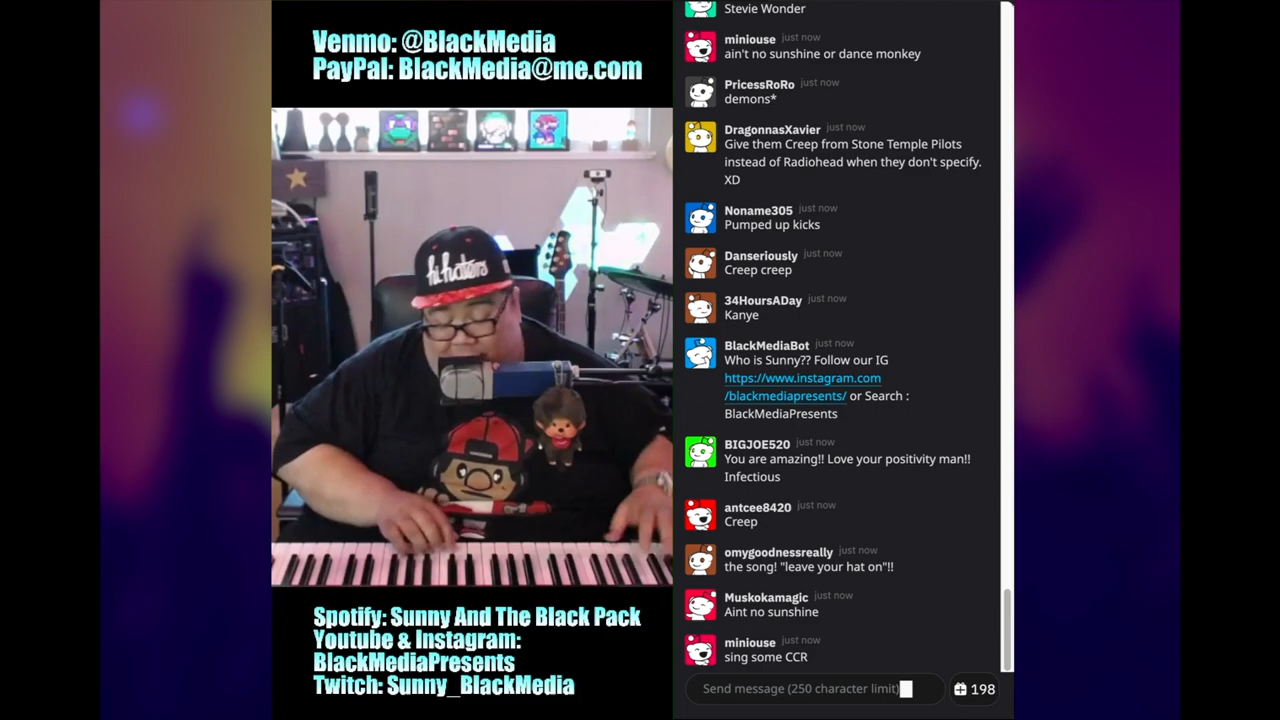 Venmo: @BlackMedia
PayPal: BlackMedia@me.com
hi haters
Spotify: Sunny And The Black Pack
Youtube & Instagram:
BlackMediaPresents
Twitch: Sunny_BlackMedia
Stevie Wonder
miniouse just now
ain't no sunshine or dance monkey
PricessRoRo just now
demons*
DragonnasXavier just now
Give them Creep from Stone Temple Pilots
instead of Radiohead when they don't specify.
XD
Noname305 just now
Pumped up kicks
Danseriously just now
Creep creep
34HoursADay just now
Kanye
BlackMediaBot just now
Who is Sunny?? Follow our IG
https://www.instagram.com
/blackmediapresents/ or Search :
BlackMediaPresents
BIGJOE520 just now
You are amazing!! Love your positivity man!!
Infectious
antcee8420 just now
Creep
omygoodnessreally just now
the song! "leave your hat on"!!
Muskokamagic just now
Aint no sunshine
miniouse just now
sing some CCR
Send message (250 character limit)
198